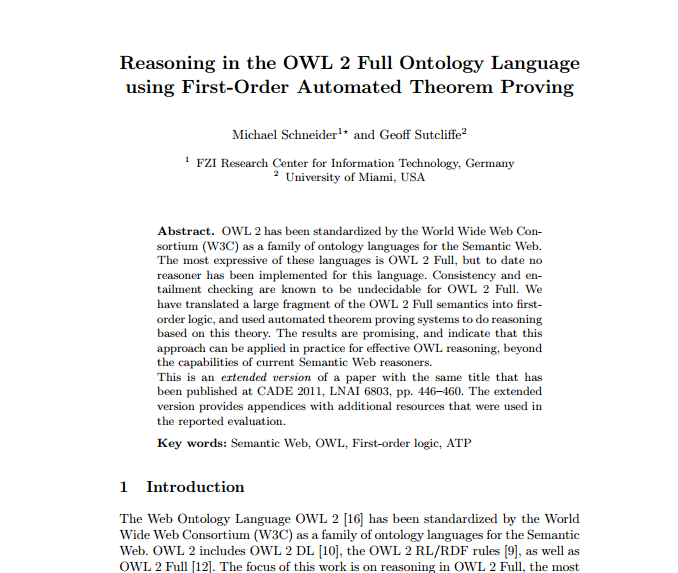 Reasoning in the OWL 2 Full Ontology Language
using First-Order Automated Theorem Proving
Michael Schneider1⋆ and Geoff Sutcliffe2
1 FZI Research Center for Information Technology, Germany
2 University of Miami, USA
Abstract. OWL 2 has been standardized by the World Wide Web Con-
sortium (W3C) as a family of ontology languages for the Semantic Web.
The most expressive of these languages is OWL 2 Full, but to date no
reasoner has been implemented for this language. Consistency and en-
tailment checking are known to be undecidable for OWL 2 Full. We
have translated a large fragment of the OWL 2 Full semantics into first-
order logic, and used automated theorem proving systems to do reasoning
based on this theory. The results are promising, and indicate that this
approach can be applied in practice for effective OWL reasoning, beyond
the capabilities of current Semantic Web reasoners.
This is an extended version of a paper with the same title that has
been published at CADE 2011, LNAI 6803, pp. 446–460. The extended
version provides appendices with additional resources that were used in
the reported evaluation.
Key words: Semantic Web, OWL, First-order logic, ATP
1 Introduction
The Web Ontology Language OWL 2 [16] has been standardized by the World
Wide Web Consortium (W3C) as a family of ontology languages for the Semantic
Web. OWL 2 includes OWL 2 DL [10], the OWL 2 RL/RDF rules [9], as well as
OWL 2 Full [12]. The focus of this work is on reasoning in OWL 2 Full, the most